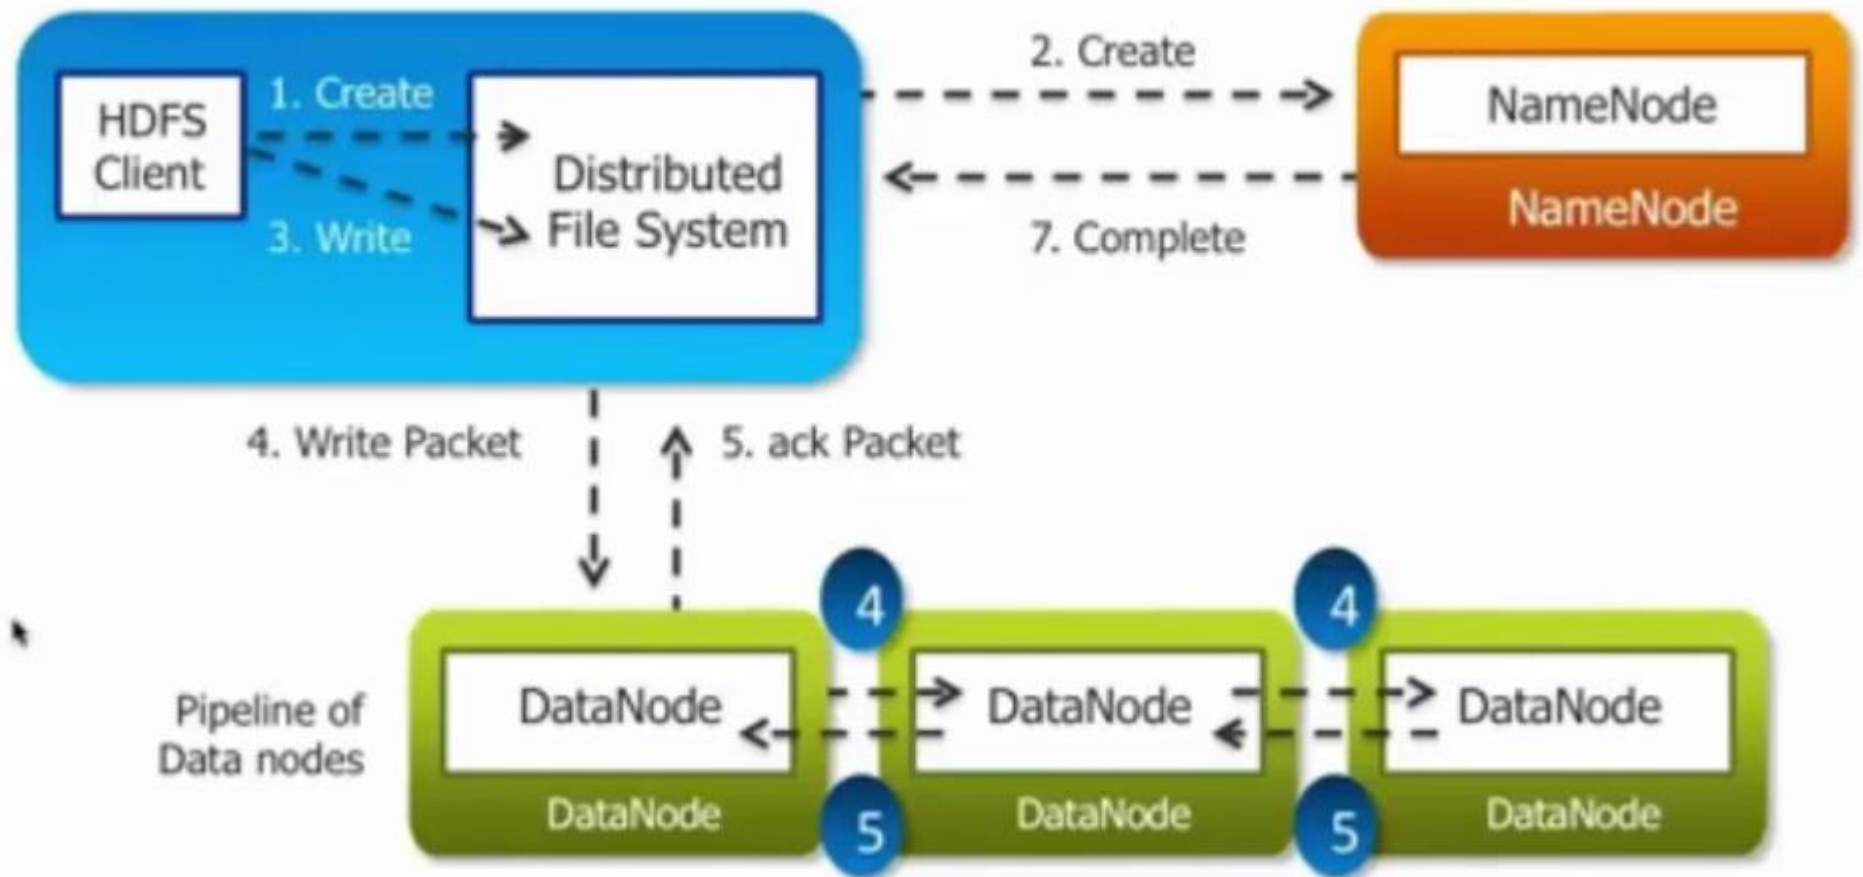 HDFS
Client
1. Create
3. Write
Distributed
File System
2. Create
7. Complete
NameNode
NameNode
4. Write Packet
5. ack Packet
Pipeline of
Data nodes
4
4
DataNode
DataNode
DataNode
DataNode
DataNode
DataNode
5
5